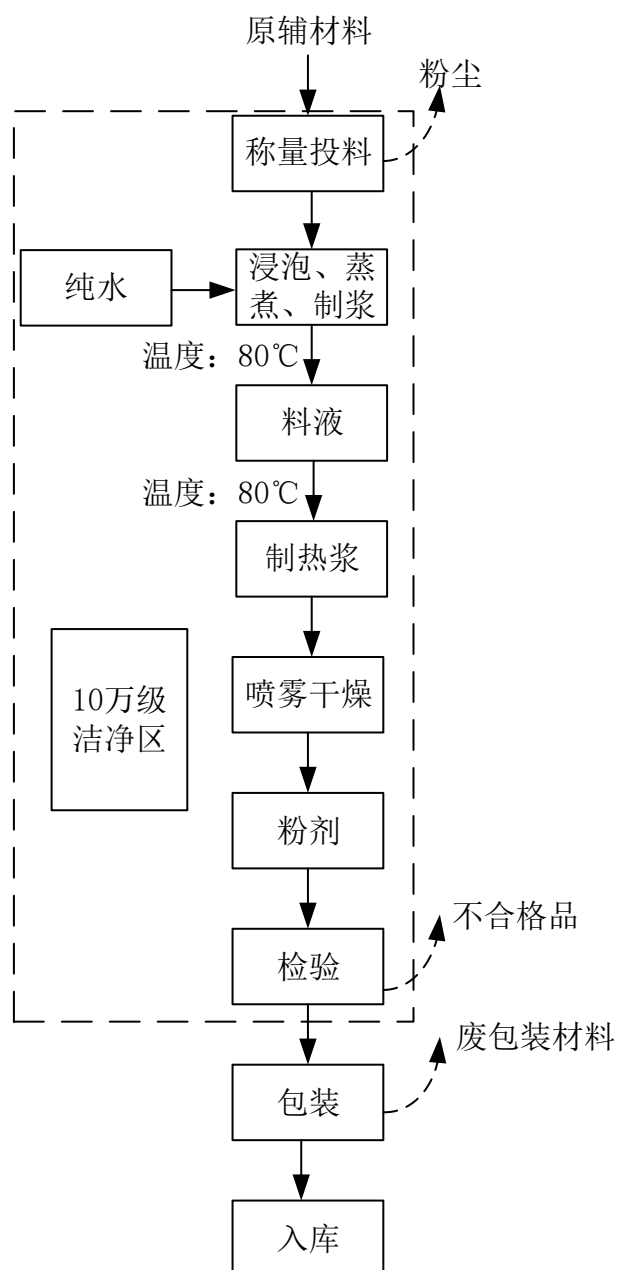 原辅材料
粉尘
称量投料
纯水
浸泡、蒸
煮、制浆
温度：80℃
料液
温度：80℃
制热浆
10万级
洁净区
喷雾干燥
粉剂
不合格品
检验
废包装材料
包装
入库